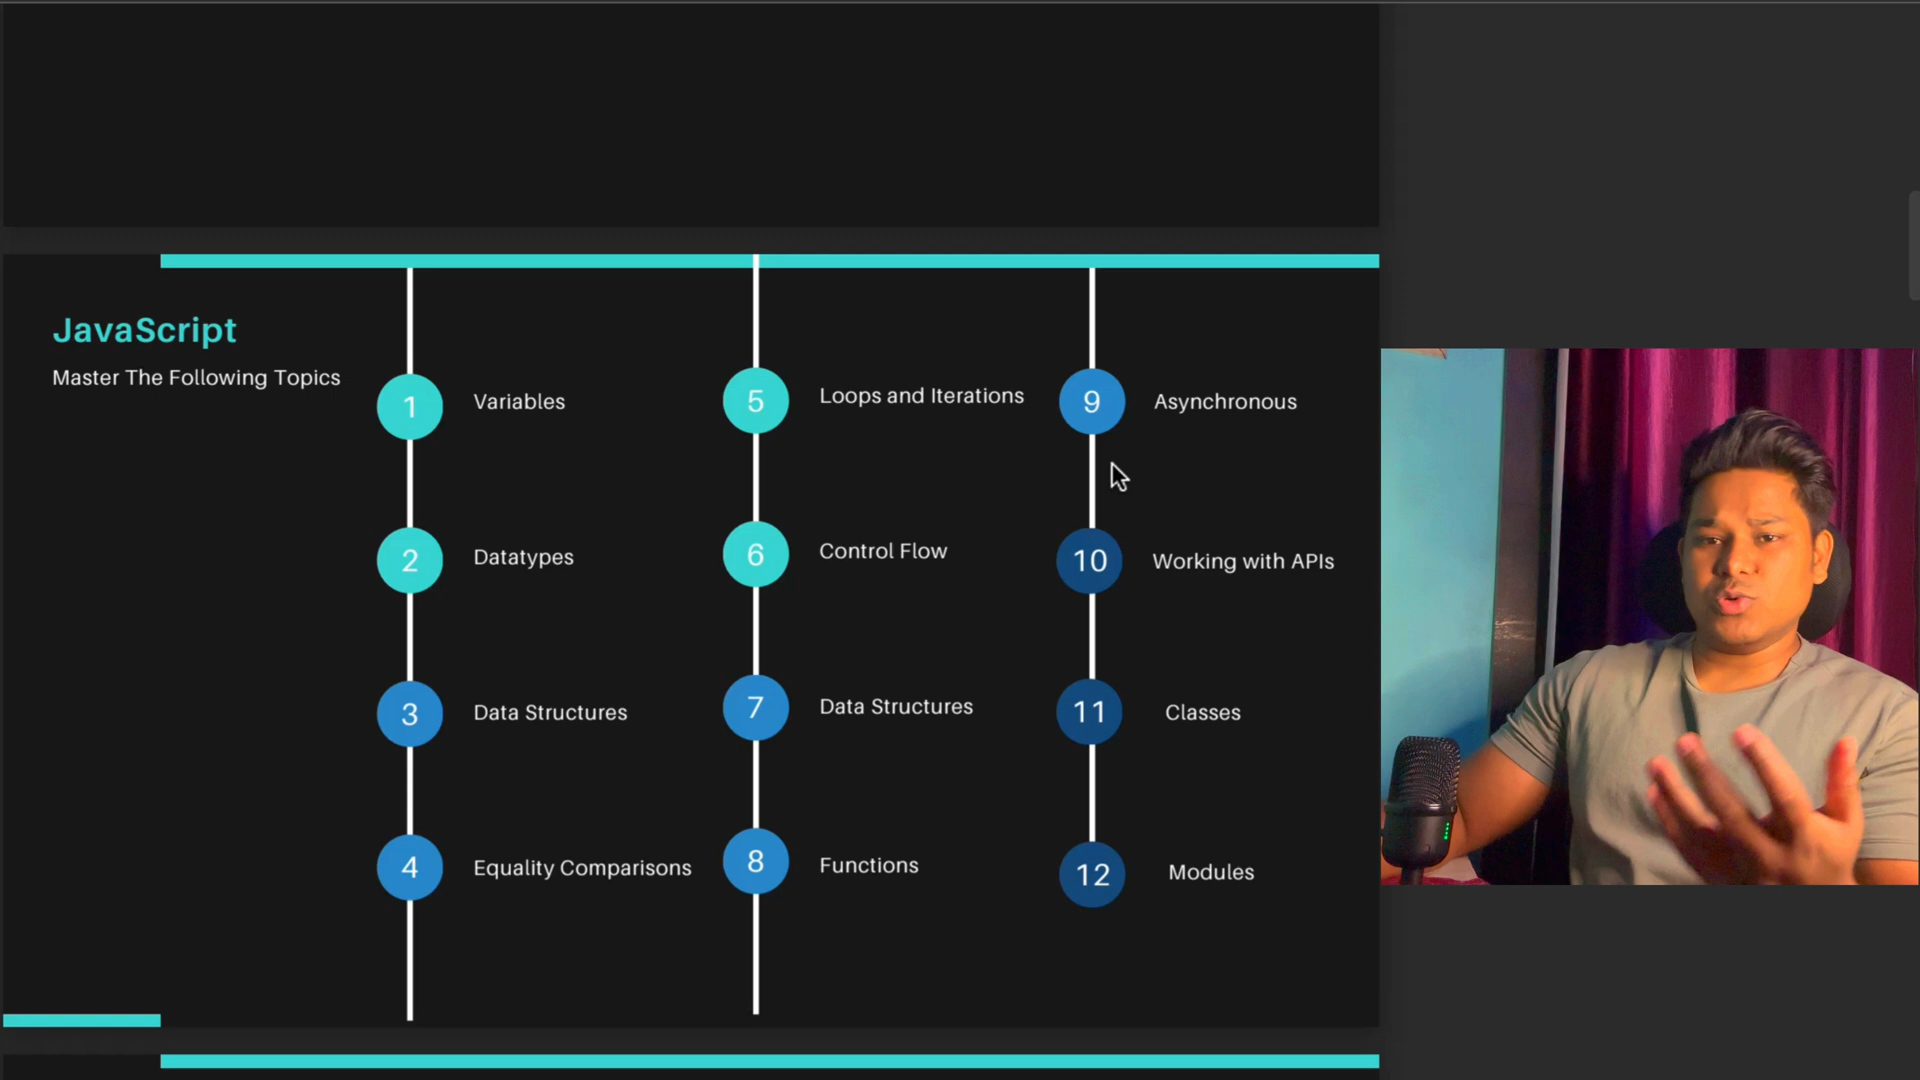 JavaScript
Master The Following Topics
1 Variables
2 Datatypes
3 Data Structures
4 Equality Comparisons
5 Loops and Iterations
6 Control Flow
7 Data Structures
8 Functions
9 Asynchronous
10 Working with APIs
11 Classes
12 Modules